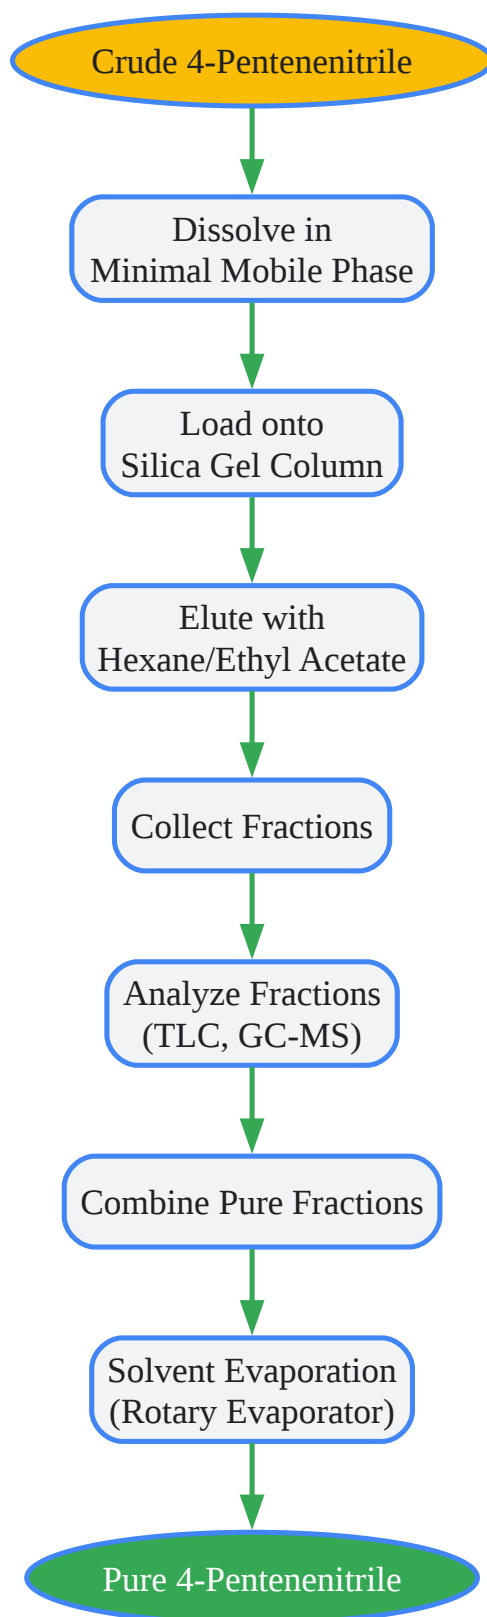 Crude 4-Pentenenitrile
Dissolve in
Minimal Mobile Phase
Load onto
Silica Gel Column
Elute with
Hexane/Ethyl Acetate
Collect Fractions
Analyze Fractions
(TLC, GC-MS)
Combine Pure Fractions
Solvent Evaporation
(Rotary Evaporator)
Pure 4-Pentenenitrile